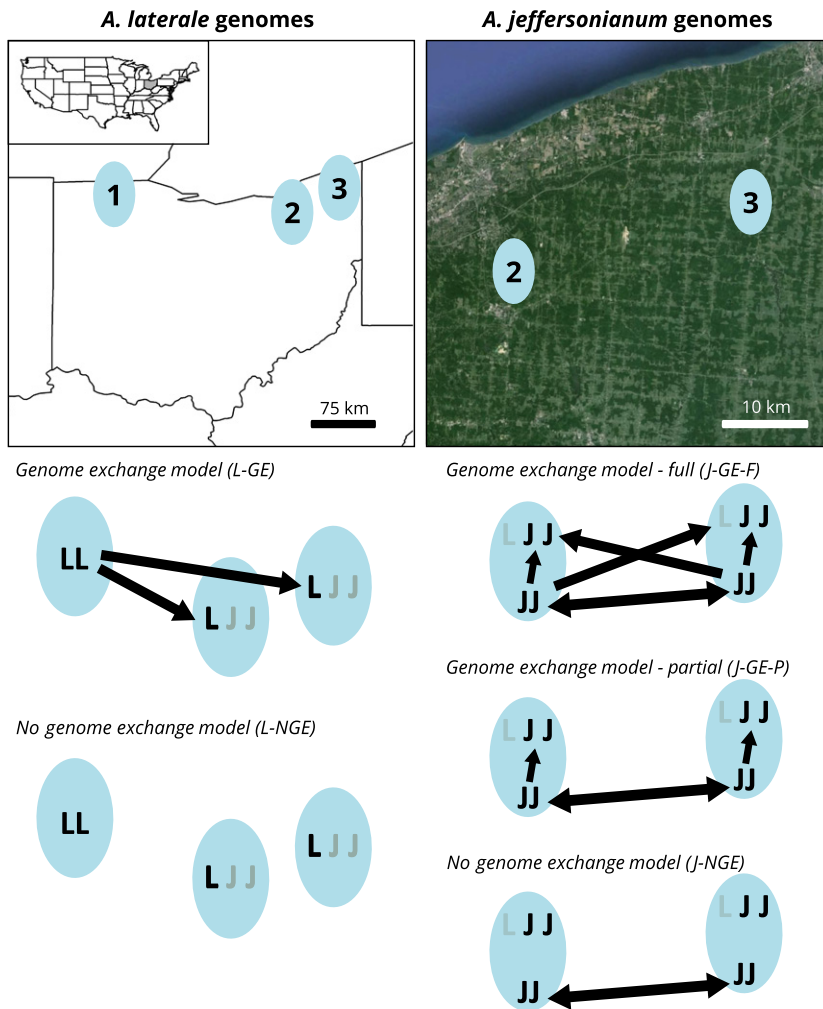 A. laterale genomes
1
2
3
75 km
Genome exchange model (L-GE)
LL
L J J
L J J
No genome exchange model (L-NGE)
LL
L J J
L J J
A. jeffersonianum genomes
3
2
10 km
Genome exchange model - full (J-GE-F)
L J J
L J J
JJ
JJ
Genome exchange model - partial (J-GE-P)
L J J
L J J
JJ
JJ
No genome exchange model (J-NGE)
L J J
L J J
JJ
JJ